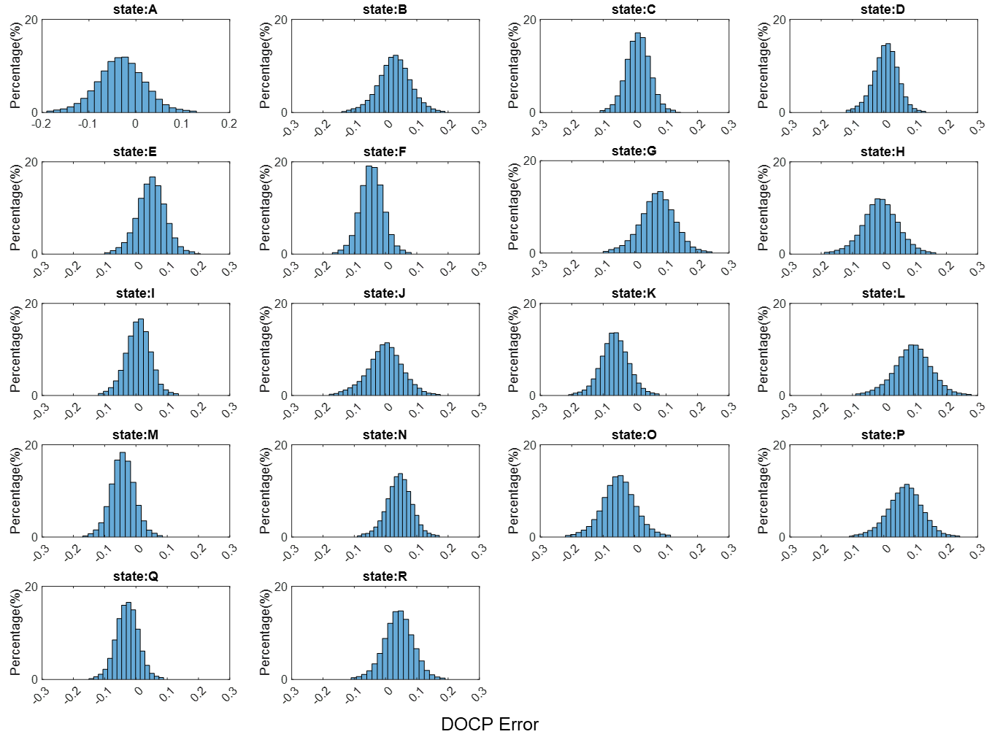 state:A
20
Percentage(%)
0
-0.2 -0.1 0 0.1 0.2
state:B
20
Percentage(%)
0
-0.3 -0.2 -0.1 0 0.1 0.2 0.3
state:C
20
Percentage(%)
0
-0.3 -0.2 -0.1 0 0.1 0.2 0.3
state:D
20
Percentage(%)
0
-0.3 -0.2 -0.1 0 0.1 0.2 0.3
state:E
20
Percentage(%)
0
-0.3 -0.2 -0.1 0 0.1 0.2 0.3
state:F
20
Percentage(%)
0
-0.3 -0.2 -0.1 0 0.1 0.2 0.3
state:G
20
Percentage(%)
0
-0.3 -0.2 -0.1 0 0.1 0.2 0.3
state:H
20
Percentage(%)
0
-0.3 -0.2 -0.1 0 0.1 0.2 0.3
state:I
20
Percentage(%)
0
-0.3 -0.2 -0.1 0 0.1 0.2 0.3
state:J
20
Percentage(%)
0
-0.3 -0.2 -0.1 0 0.1 0.2 0.3
state:K
20
Percentage(%)
0
-0.3 -0.2 -0.1 0 0.1 0.2 0.3
state:L
20
Percentage(%)
0
-0.3 -0.2 -0.1 0 0.1 0.2 0.3
state:M
20
Percentage(%)
0
-0.3 -0.2 -0.1 0 0.1 0.2 0.3
state:N
20
Percentage(%)
0
-0.3 -0.2 -0.1 0 0.1 0.2 0.3
state:O
20
Percentage(%)
0
-0.3 -0.2 -0.1 0 0.1 0.2 0.3
state:P
20
Percentage(%)
0
-0.3 -0.2 -0.1 0 0.1 0.2 0.3
state:Q
20
Percentage(%)
0
-0.3 -0.2 -0.1 0 0.1 0.2 0.3
state:R
20
Percentage(%)
0
-0.3 -0.2 -0.1 0 0.1 0.2 0.3
DOCP Error